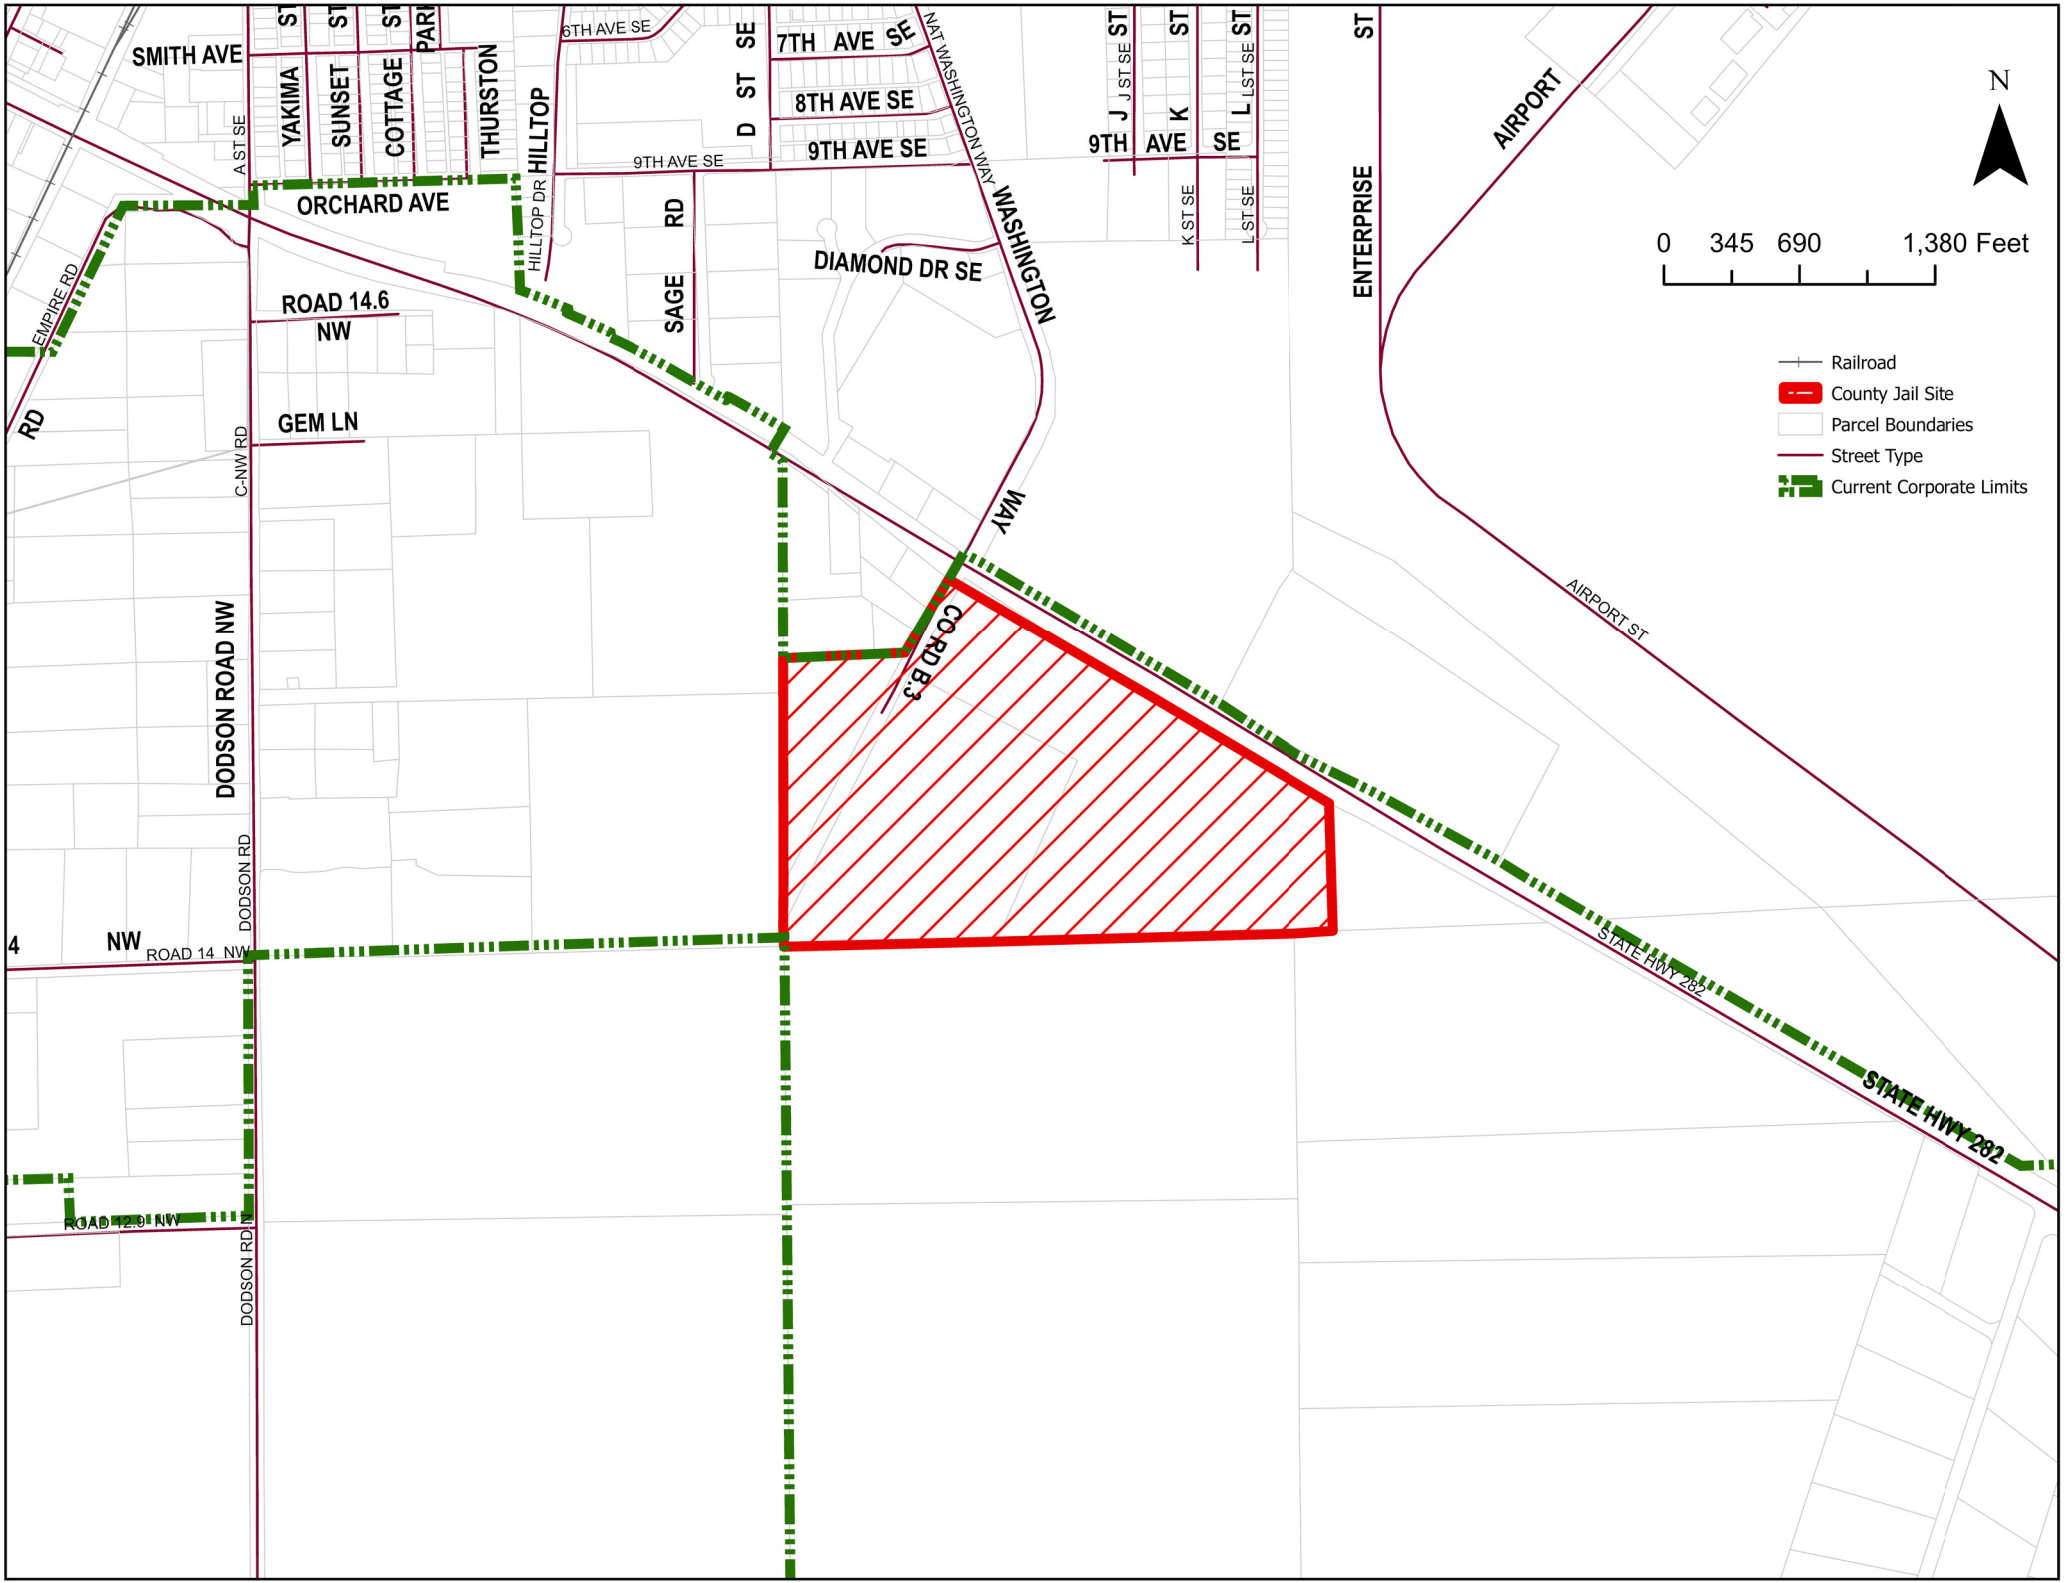 ST
ST
ST
PARK
6TH AVE SE
SE
7TH AVE SE
NAT WASHINGTON WAY
ST
ST
ST
ST
SMITH AVE
YAKIMA
SUNSET
COTTAGE
THURSTON
HILLTOP
D ST
8TH AVE SE
J
J ST SE
K
L
L ST SE
AIRPORT
N
A ST SE
9TH AVE SE
9TH AVE SE
9TH AVE SE
ORCHARD AVE
HILLTOP DR
SAGE RD
WASHINGTON
K ST SE
L ST SE
ENTERPRISE
0 345 690 1,380 Feet
DIAMOND DR SE
EMPIRE RD
ROAD 14.6
NW
RD
GEM LN
C-NW RD
Railroad
County Jail Site
Parcel Boundaries
Street Type
Current Corporate Limits
WAY
AIRPORT ST
CO RD B.3
DODSON ROAD NW
DODSON RD
4 NW
ROAD 14 NW
STATE HWY 282
STATE HWY 282
ROAD 12.9 NW
DODSON RD N